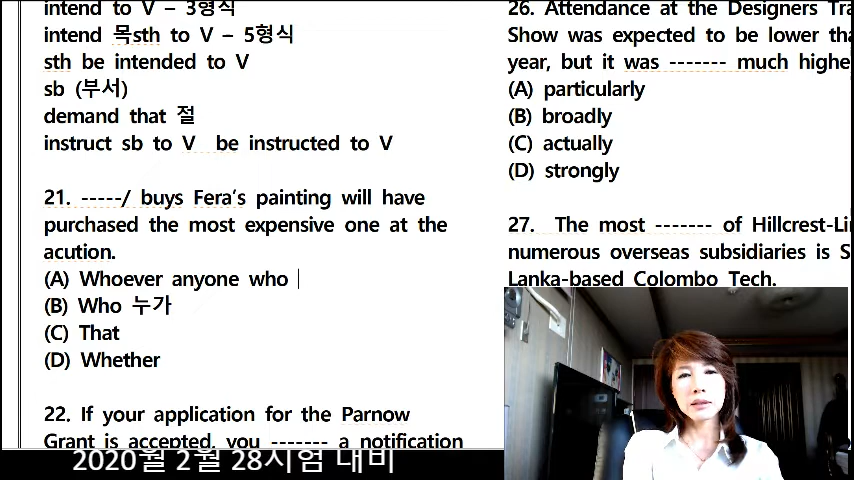 intend to V – 3형식
intend 목sth to V – 5형식
sth be intended to V
sb (부서)
demand that 절
instruct sb to V be instructed to V
21. -----/ buys Fera's painting will have
purchased the most expensive one at the
acution.
(A) Whoever anyone who
(B) Who 누가
(C) That
(D) Whether
22. If your application for the Parnow
Grant is accepted, you ------- a notification
26. Attendance at the Designers
Show was expected to be lower
year, but it was ------- much
(A) particularly
(B) broadly
(C) actually
(D) strongly
27. The most ------- of
numerous overseas subsidiaries is
Lanka-based Colombo Tech.
2020월 2월 28시험 대비